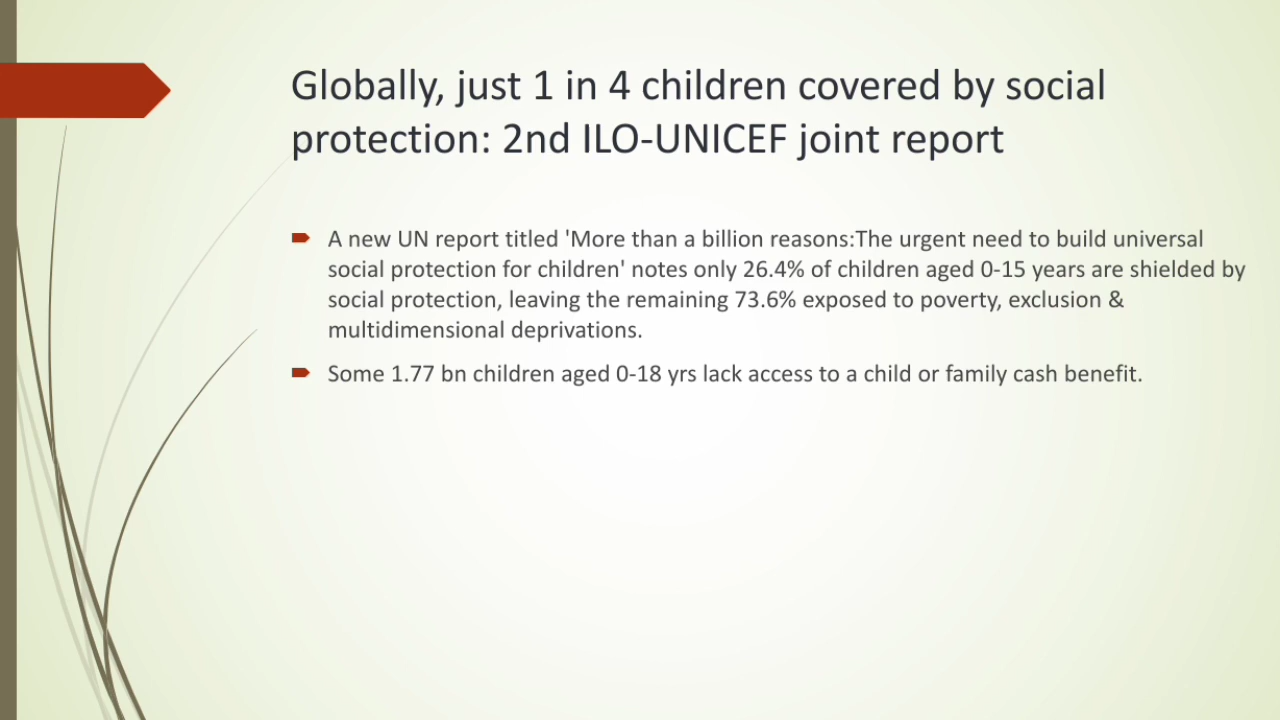 Globally, just 1 in 4 children covered by social
protection: 2nd ILO-UNICEF joint report
A new UN report titled 'More than a billion reasons:The urgent need to build universal
social protection for children' notes only 26.4% of children aged 0-15 years are shielded by
social protection, leaving the remaining 73.6% exposed to poverty, exclusion &
multidimensional deprivations.
Some 1.77 bn children aged 0-18 yrs lack access to a child or family cash benefit.